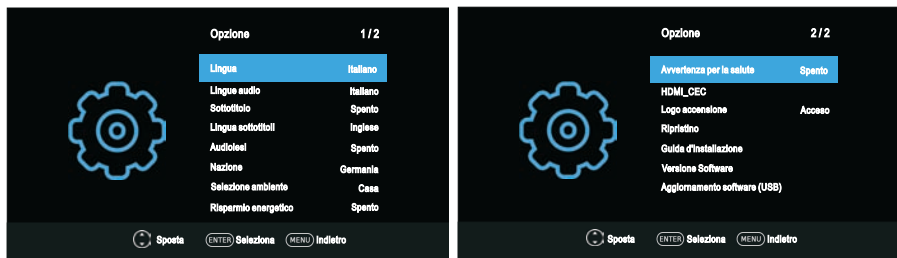 Opzione 1/2
Lingua Italiano
Lingue audio Italiano
Sottotitolo Spento
Lingua sottotitoli Inglese
Audiolesi Spento
Nazione Germania
Selezione ambiente Casa
Risparmio energetico Spento
Sposta ENTER Seleziona MENU Indietro
Opzione 2/2
Avvertenza per la salute Spento
HDMI_CEC
Logo accensione Acceso
Ripristino
Guida d'installazione
Versione Software
Aggiornamento software (USB)
Sposta ENTER Seleziona MENU Indietro